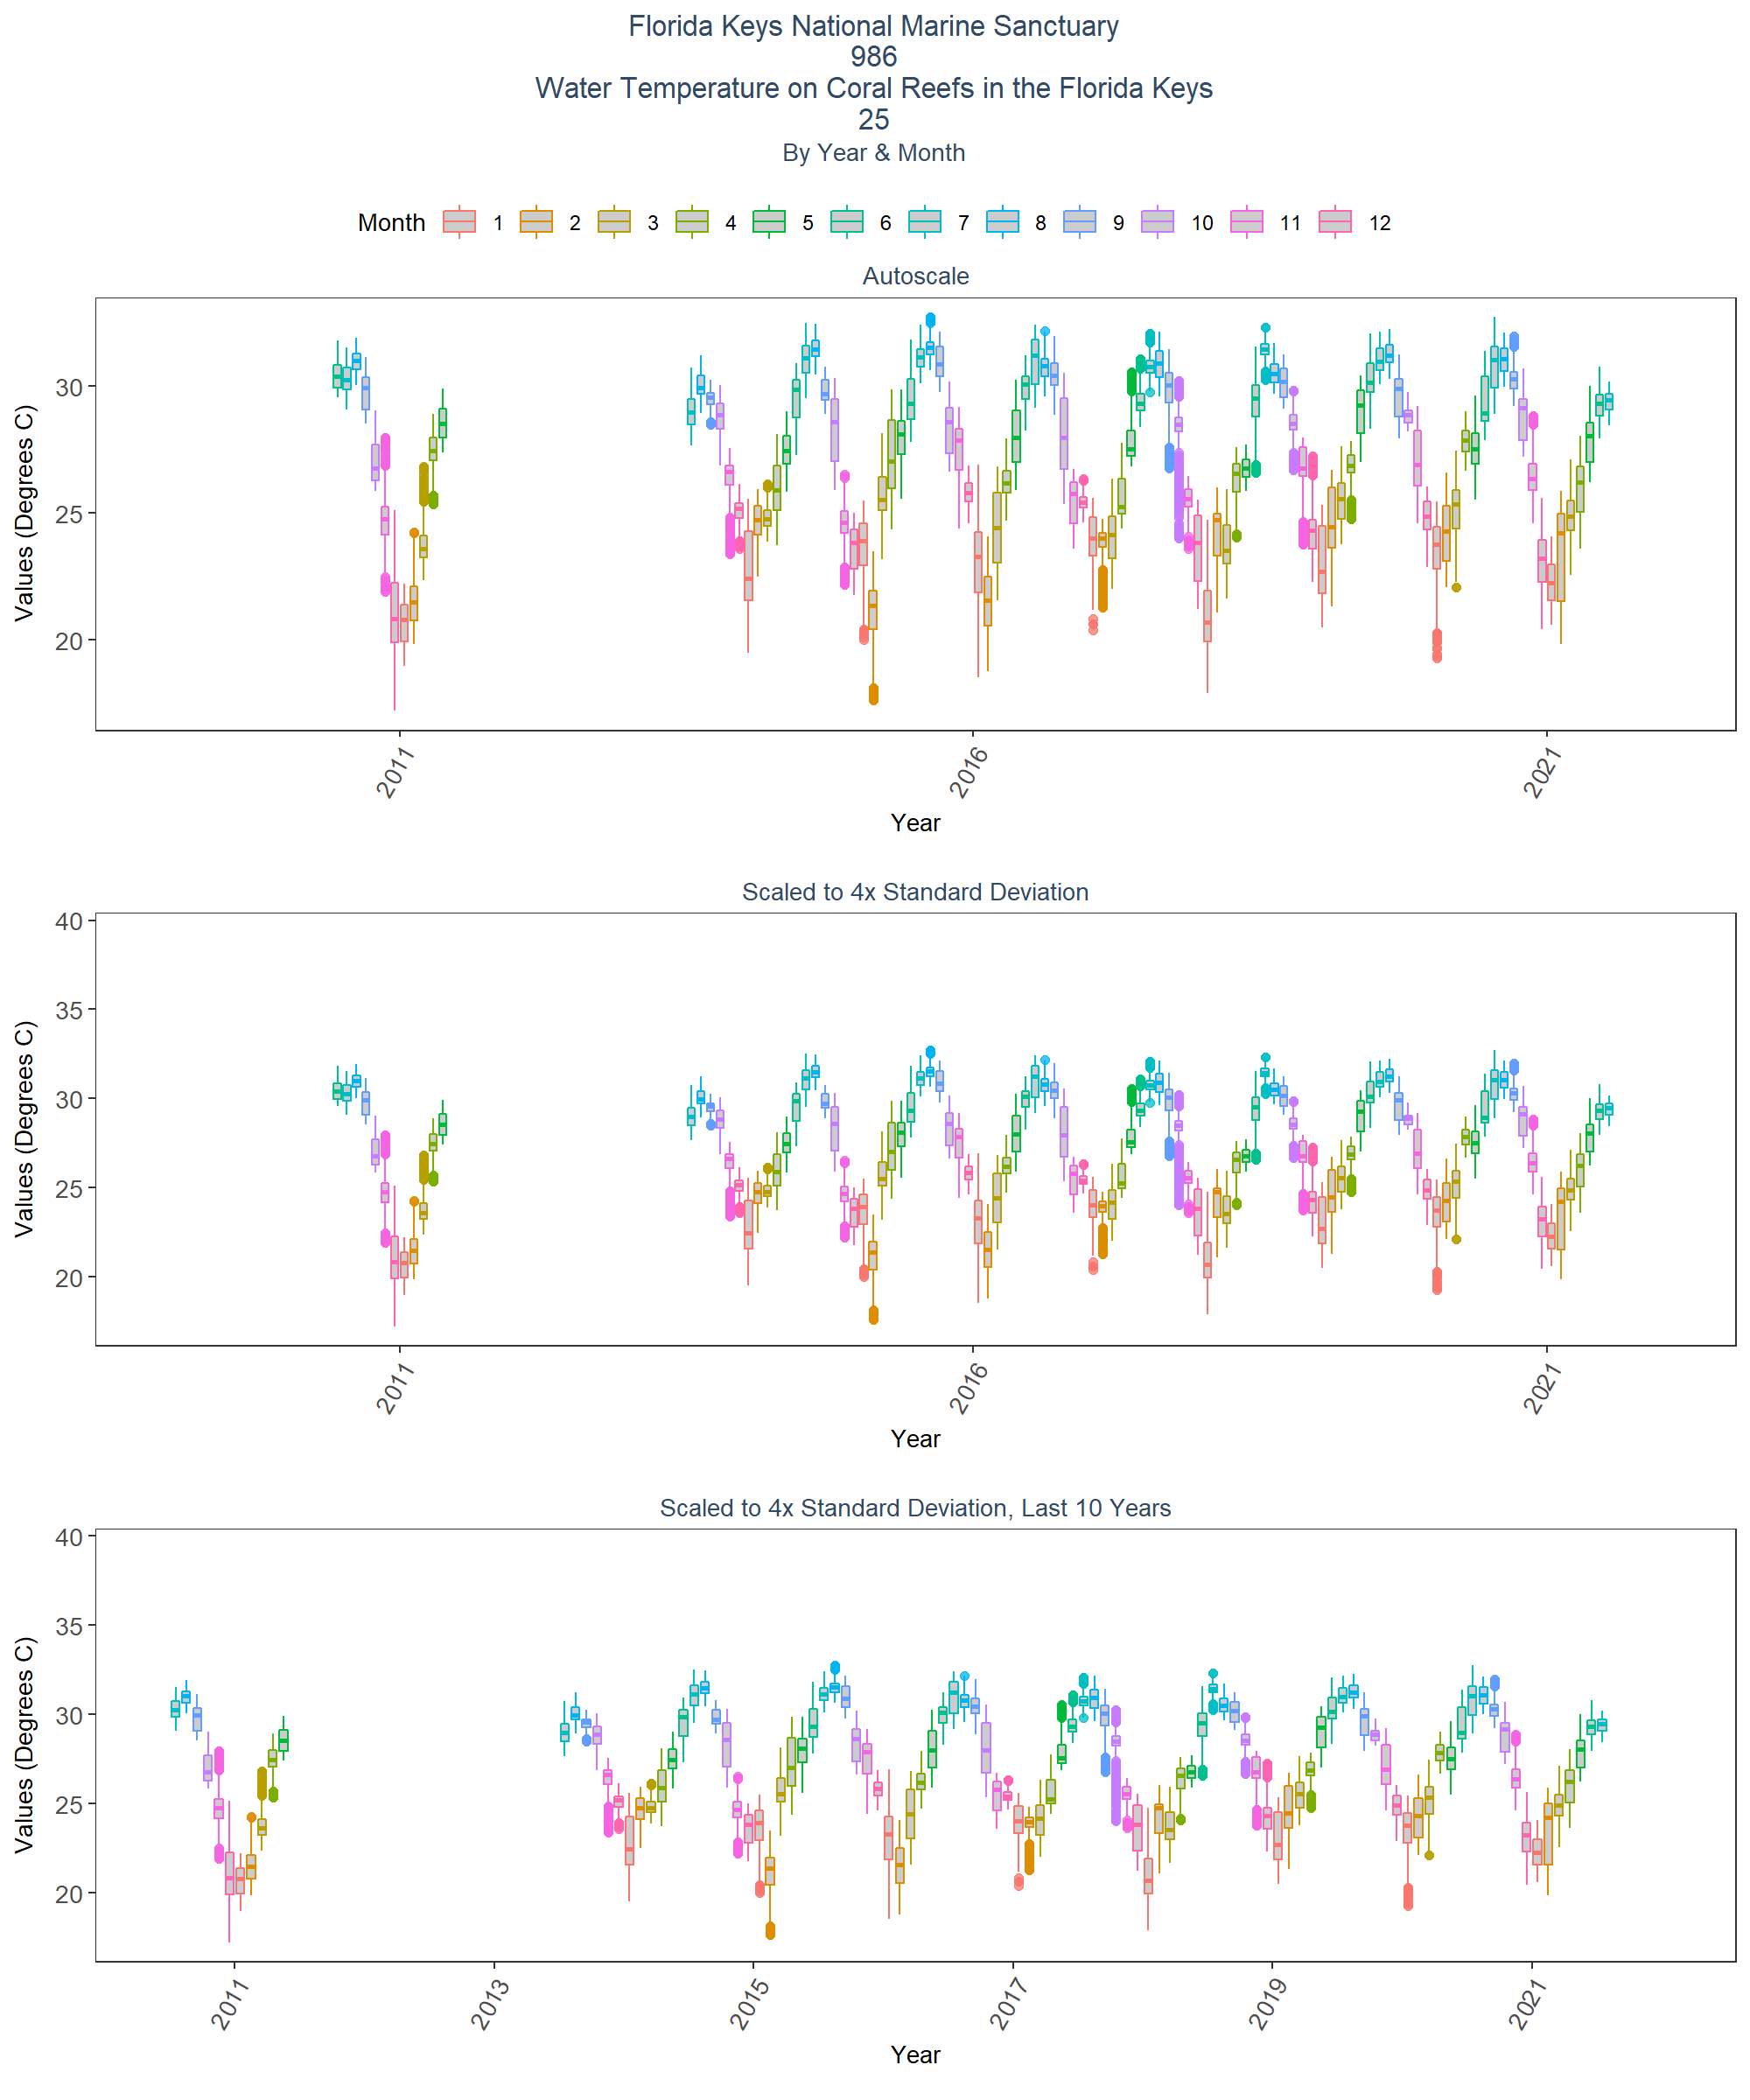 Florida Keys National Marine Sanctuary
986
Water Temperature on Coral Reefs in the Florida Keys
25
By Year & Month
Month 1 2 3 4 5 6 7 8 9 10 11 12
Autoscale
Values (Degrees C)
30
25
20
2011 2016 2021
Year
Scaled to 4x Standard Deviation
Values (Degrees C)
40
35
30
25
20
2011 2016 2021
Year
Scaled to 4x Standard Deviation, Last 10 Years
Values (Degrees C)
40
35
30
25
20
2011 2013 2015 2017 2019 2021
Year